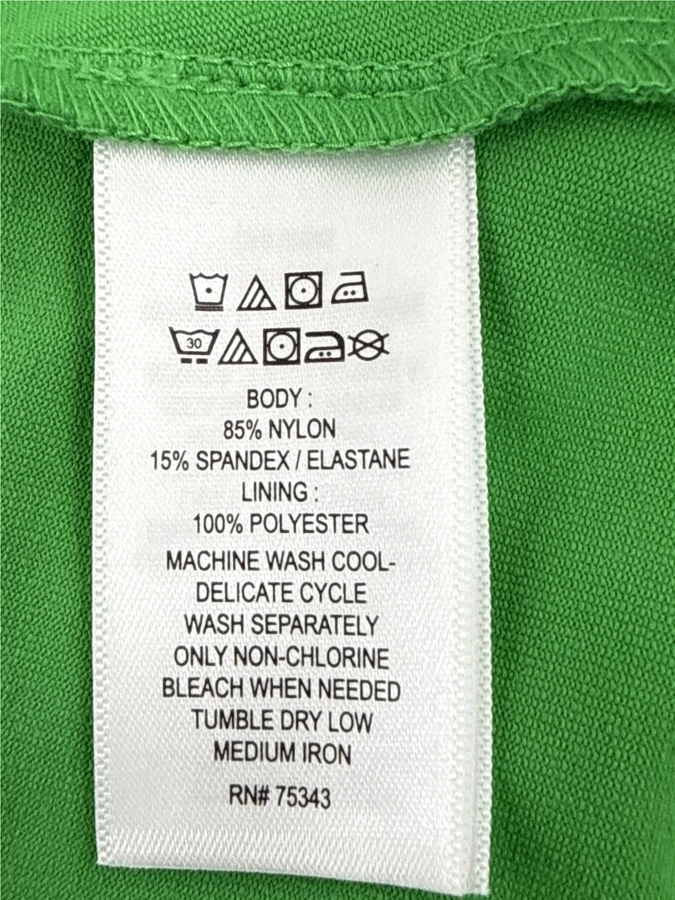 30
BODY :
85% NYLON
15% SPANDEX / ELASTANE
LINING :
100% POLYESTER
MACHINE WASH COOL-
DELICATE CYCLE
WASH SEPARATELY
ONLY NON-CHLORINE
BLEACH WHEN NEEDED
TUMBLE DRY LOW
MEDIUM IRON
RN# 75343